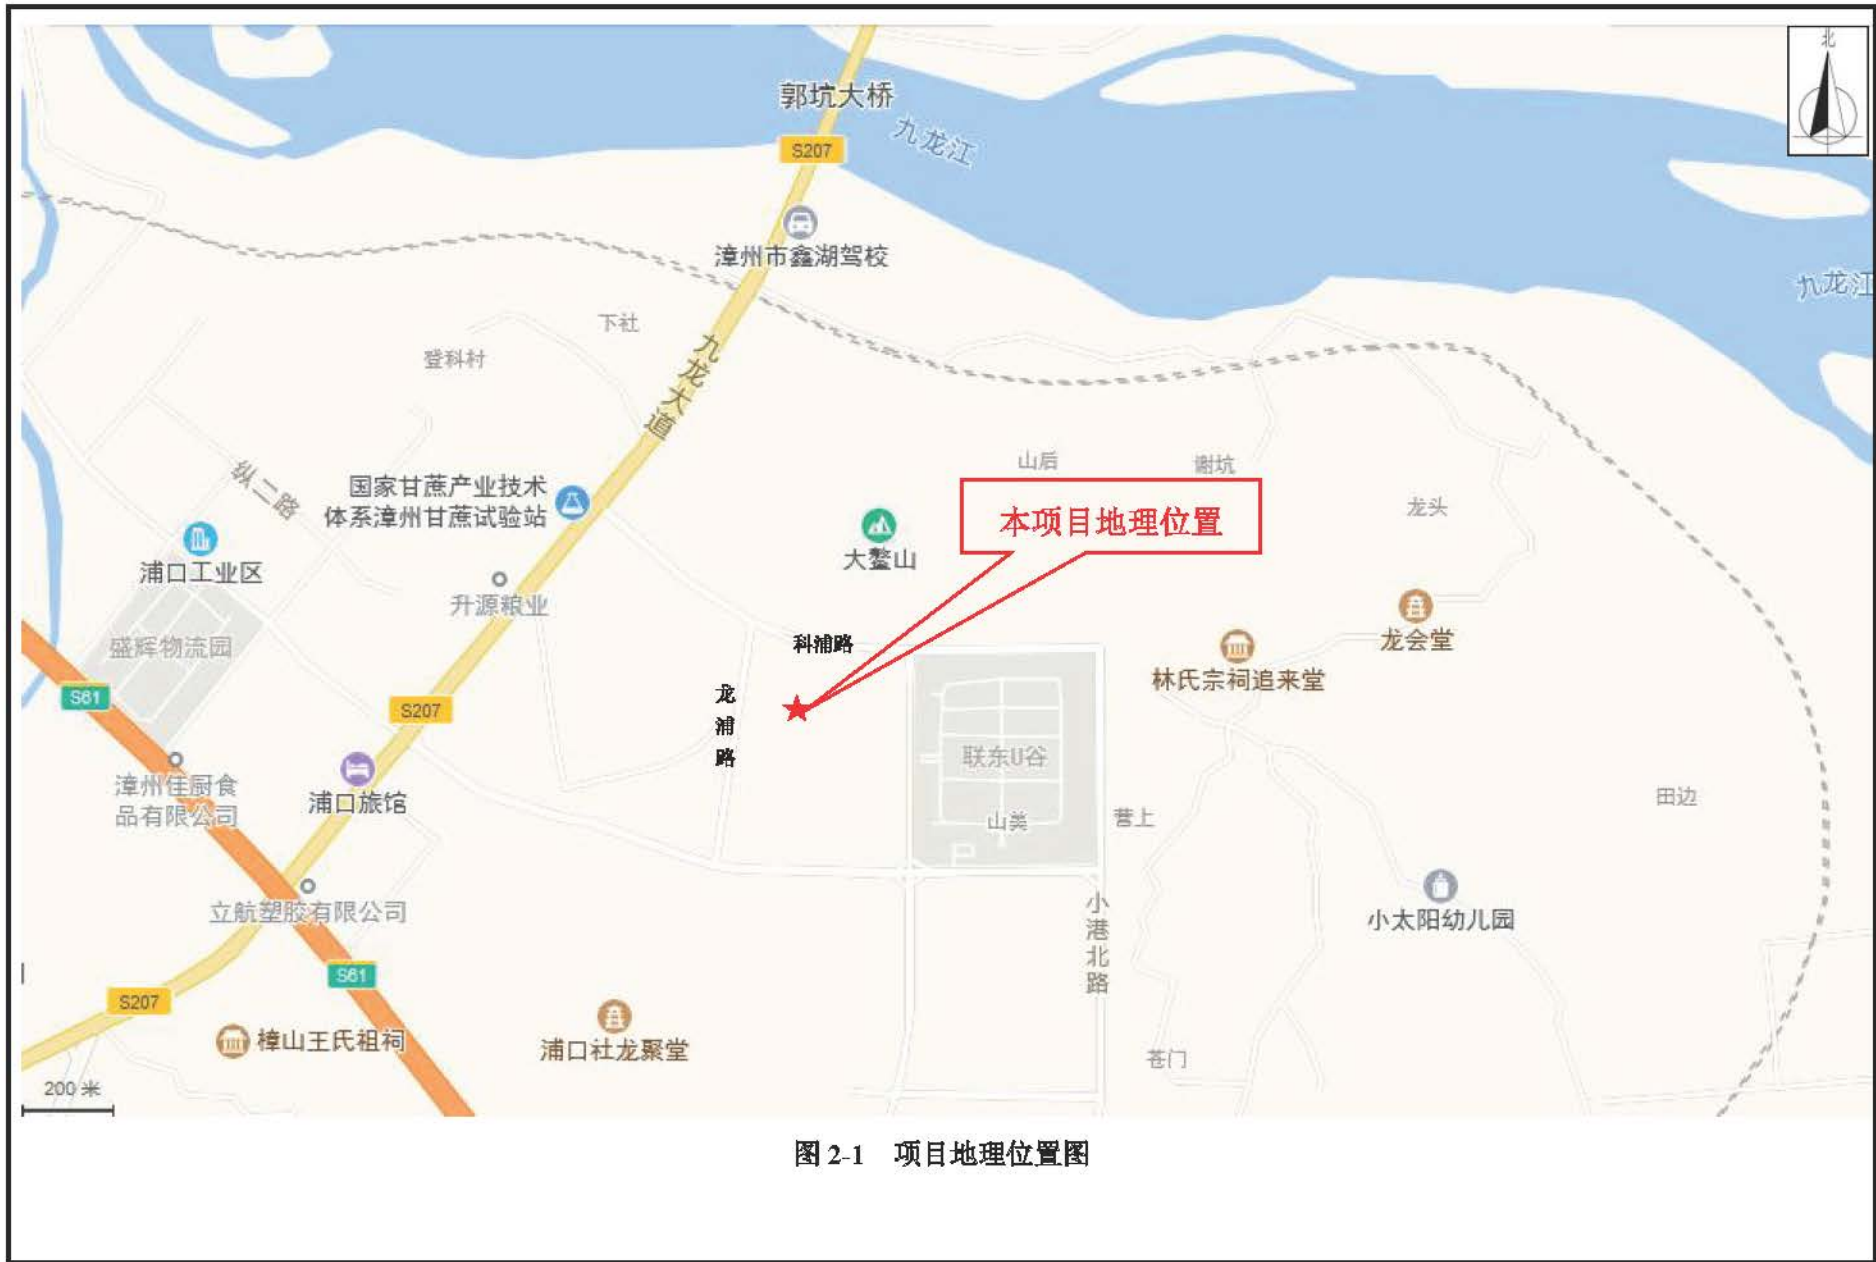 北
郭坑大桥
S207
九龙江
漳州市鑫湖驾校
九龙江
下社
登科村
九龙大道
山后
谢坑
纵二路
国家甘蔗产业技术
体系漳州甘蔗试验站
本项目地理位置
龙头
大鳌山
浦口工业区
升源粮业
盛辉物流园
科浦路
龙会堂
林氏宗祠追来堂
S61
S207
龙浦路
联东U谷
漳州佳厨食
品有限公司
浦口旅馆
田边
山美
营上
立航塑胶有限公司
小港北路
小太阳幼儿园
S61
S207
樟山王氏祖祠
浦口社龙聚堂
苍门
200 米
图 2-1 项目地理位置图